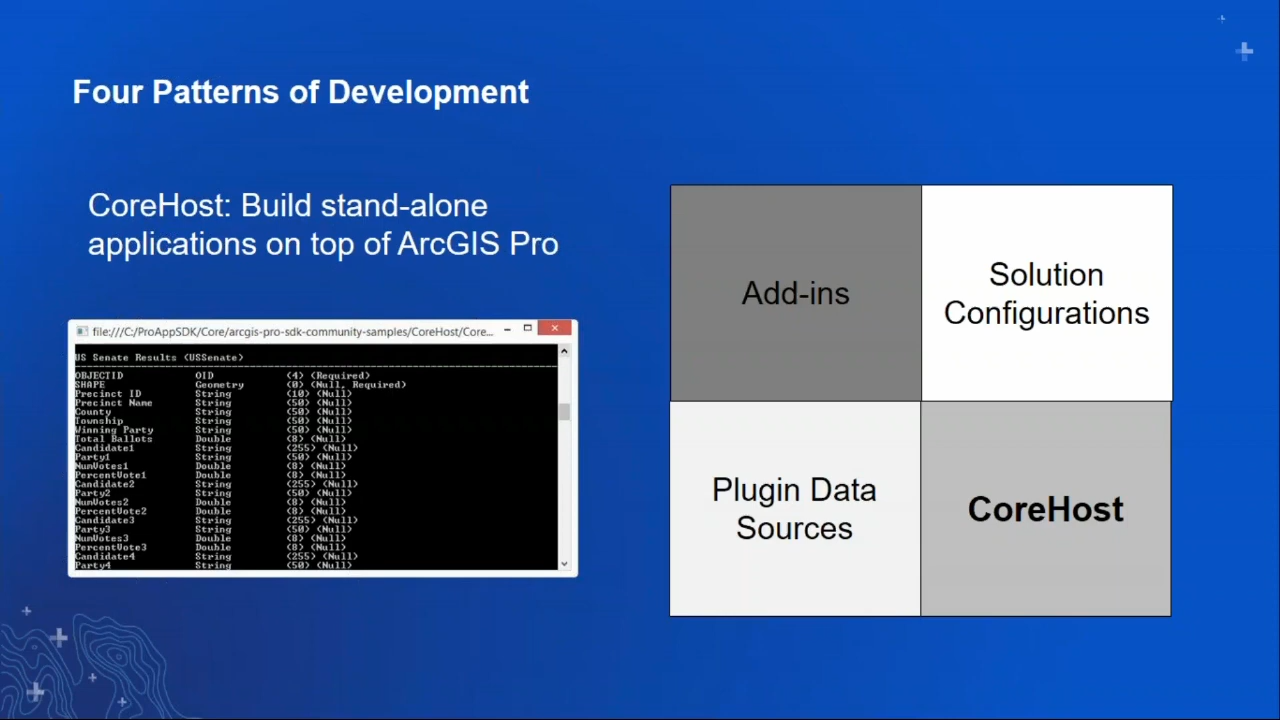 Four Patterns of Development
CoreHost: Build stand-alone
applications on top of ArcGIS Pro
file:///C:/ProAppSDK/Core/arcgis-pro-sdk-community-samples/CoreHost/Core...
US Senate Results (USSenate)
OBJECTID OID (4) (Required)
SHAPE Geometry (0) (Null, Required)
Precinct ID String (10) (Null)
Precinct Name String (50) (Null)
County String (50) (Null)
Township String (50) (Null)
Winning Party String (50) (Null)
Total Ballots Double (8) (Null)
Candidate1 String (255) (Null)
Party1 String (50) (Null)
NumVotes1 Double (8) (Null)
PercentVote1 Double (8) (Null)
Candidate2 String (255) (Null)
Party2 String (50) (Null)
NumVotes2 Double (8) (Null)
PercentVote2 Double (8) (Null)
Candidate3 String (255) (Null)
Party3 String (50) (Null)
NumVotes3 Double (8) (Null)
PercentVote3 Double (8) (Null)
Candidate4 String (255) (Null)
Party4 String (50) (Null)
Add-ins
Solution
Configurations
Plugin Data
Sources
CoreHost